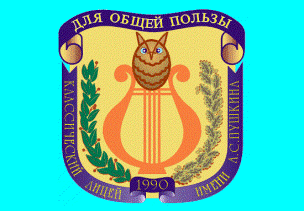 ДЛЯ ОБЩЕЙ ПОЛЬЗЫ
КЛАССИЧЕСКИЙ ЛИЦЕЙ
1990
ИМЕНИ А.С.ПУШКИНА